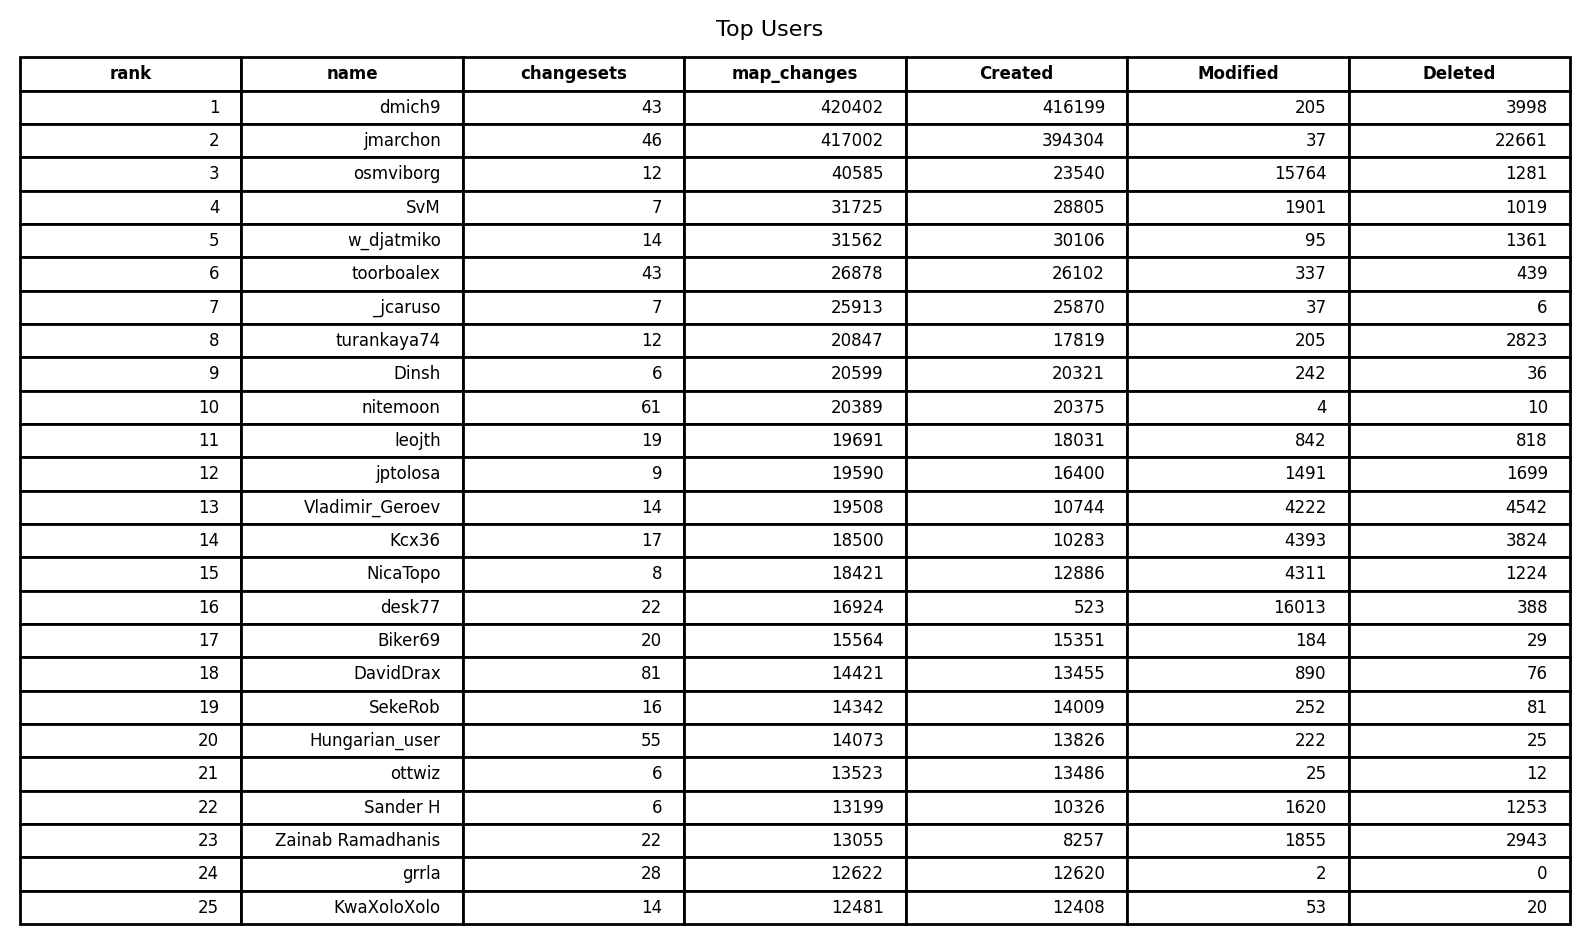 Top Users
rank name changesets map_changes Created Modified Deleted
1 dmich9 43 420402 416199 205 3998
2 jmarchon 46 417002 394304 37 22661
3 osmviborg 12 40585 23540 15764 1281
4 SvM 7 31725 28805 1901 1019
5 w_djatmiko 14 31562 30106 95 1361
6 toorboalex 43 26878 26102 337 439
7 _jcaruso 7 25913 25870 37 6
8 turankaya74 12 20847 17819 205 2823
9 Dinsh 6 20599 20321 242 36
10 nitemoon 61 20389 20375 4 10
11 leojth 19 19691 18031 842 818
12 jptolosa 9 19590 16400 1491 1699
13 Vladimir_Geroev 14 19508 10744 4222 4542
14 Kcx36 17 18500 10283 4393 3824
15 NicaTopo 8 18421 12886 4311 1224
16 desk77 22 16924 523 16013 388
17 Biker69 20 15564 15351 184 29
18 DavidDrax 81 14421 13455 890 76
19 SekeRob 16 14342 14009 252 81
20 Hungarian_user 55 14073 13826 222 25
21 ottwiz 6 13523 13486 25 12
22 Sander H 6 13199 10326 1620 1253
23 Zainab Ramadhanis 22 13055 8257 1855 2943
24 grrla 28 12622 12620 2 0
25 KwaXoloXolo 14 12481 12408 53 20